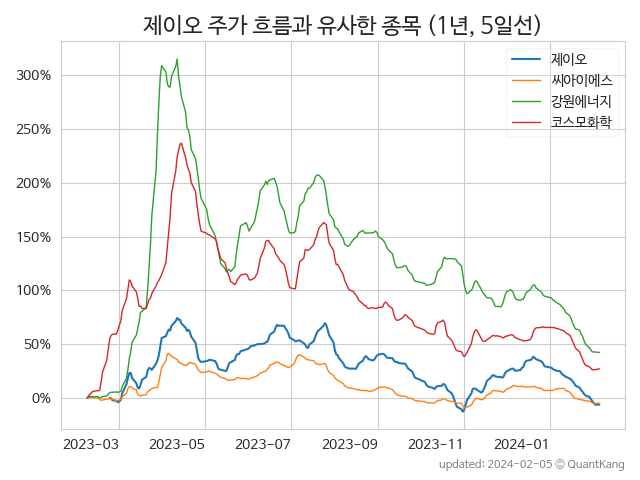 제이오 주가 흐름과 유사한 종목 (1년, 5일선)
제이오
씨아이에스
강원에너지
코스모화학
300%
250%
200%
150%
100%
50%
0%
2023-03 2023-05 2023-07 2023-09 2023-11 2024-01
updated: 2024-02-05 © QuantKang